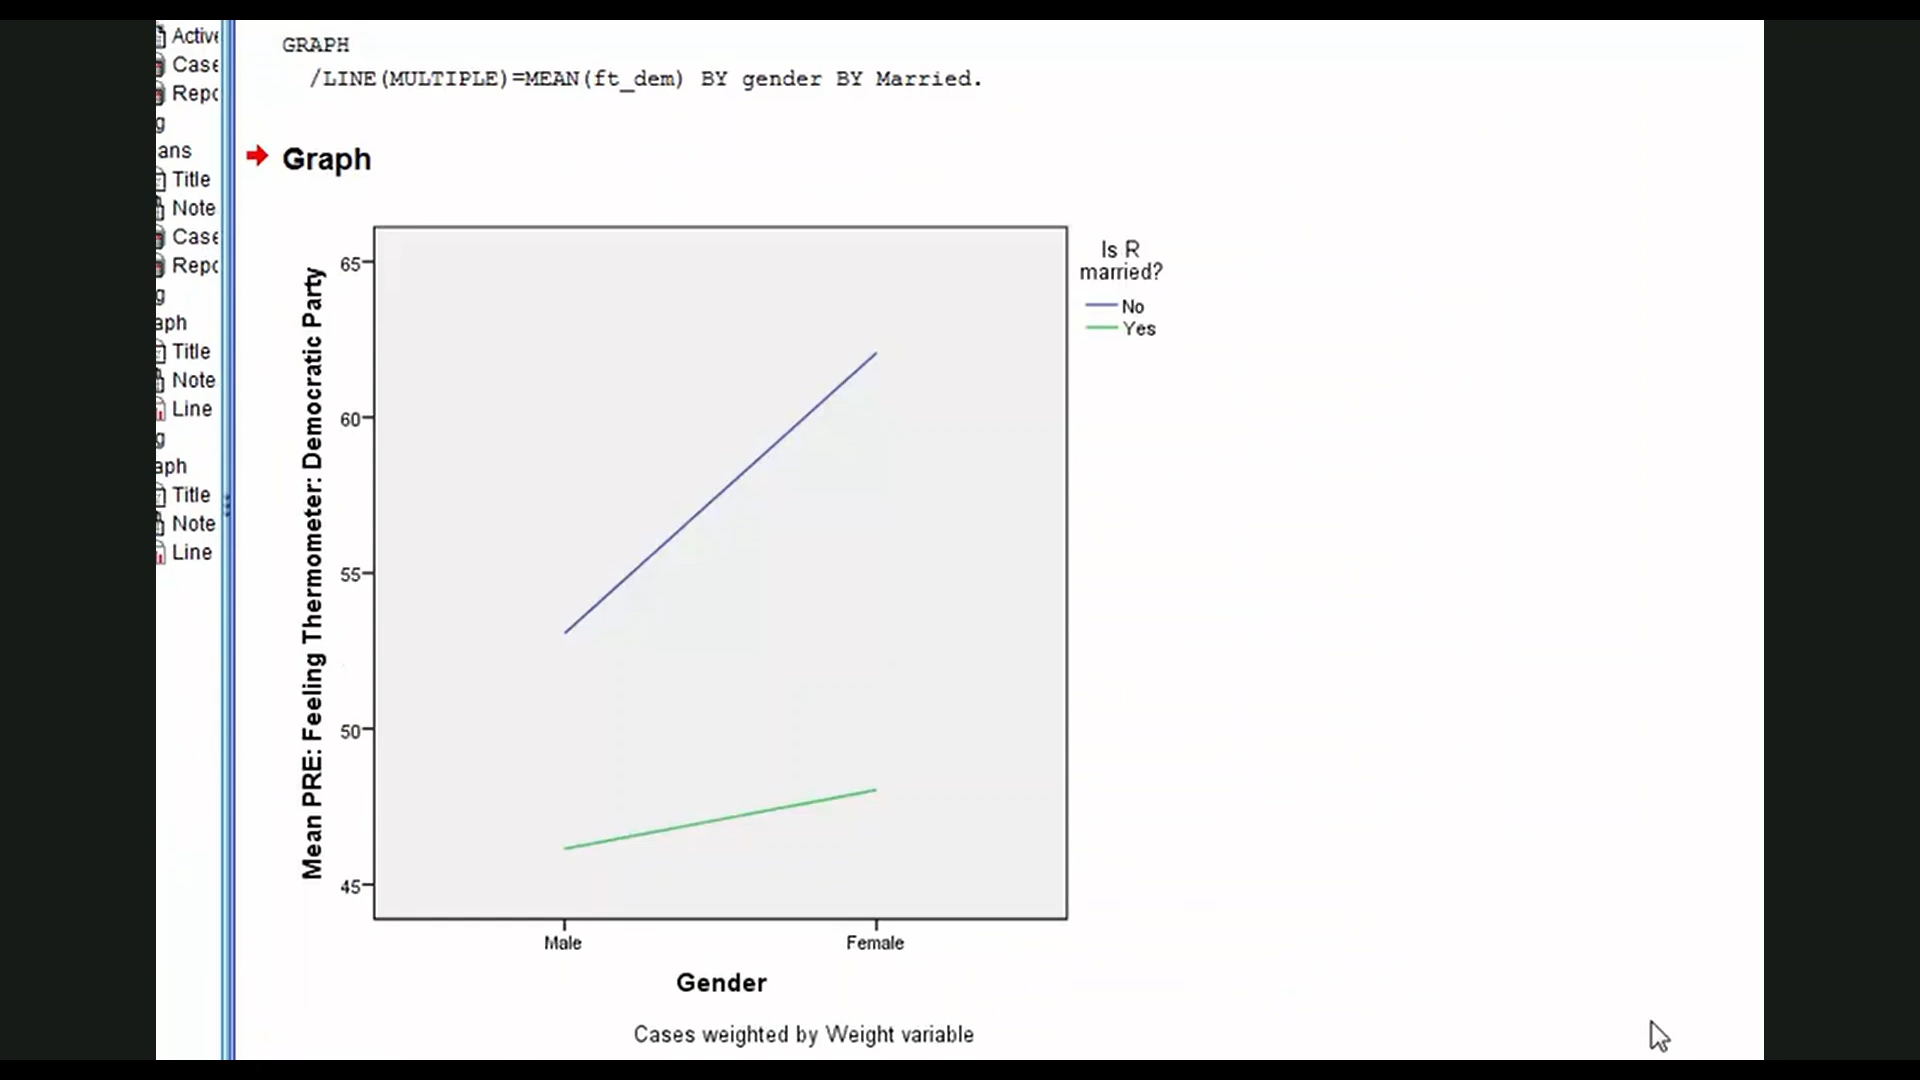 Active
Case
Repo
g
ans
Title
Note
Case
Repo
g
aph
Title
Note
Line
g
aph
Title
Note
Line
GRAPH
/LINE(MULTIPLE)=MEAN(ft_dem) BY gender BY Married.
Graph
Mean PRE: Feeling Thermometer: Democratic Party
65
60
55
50
45
Male
Female
Gender
Cases weighted by Weight variable
Is R
married?
No
Yes